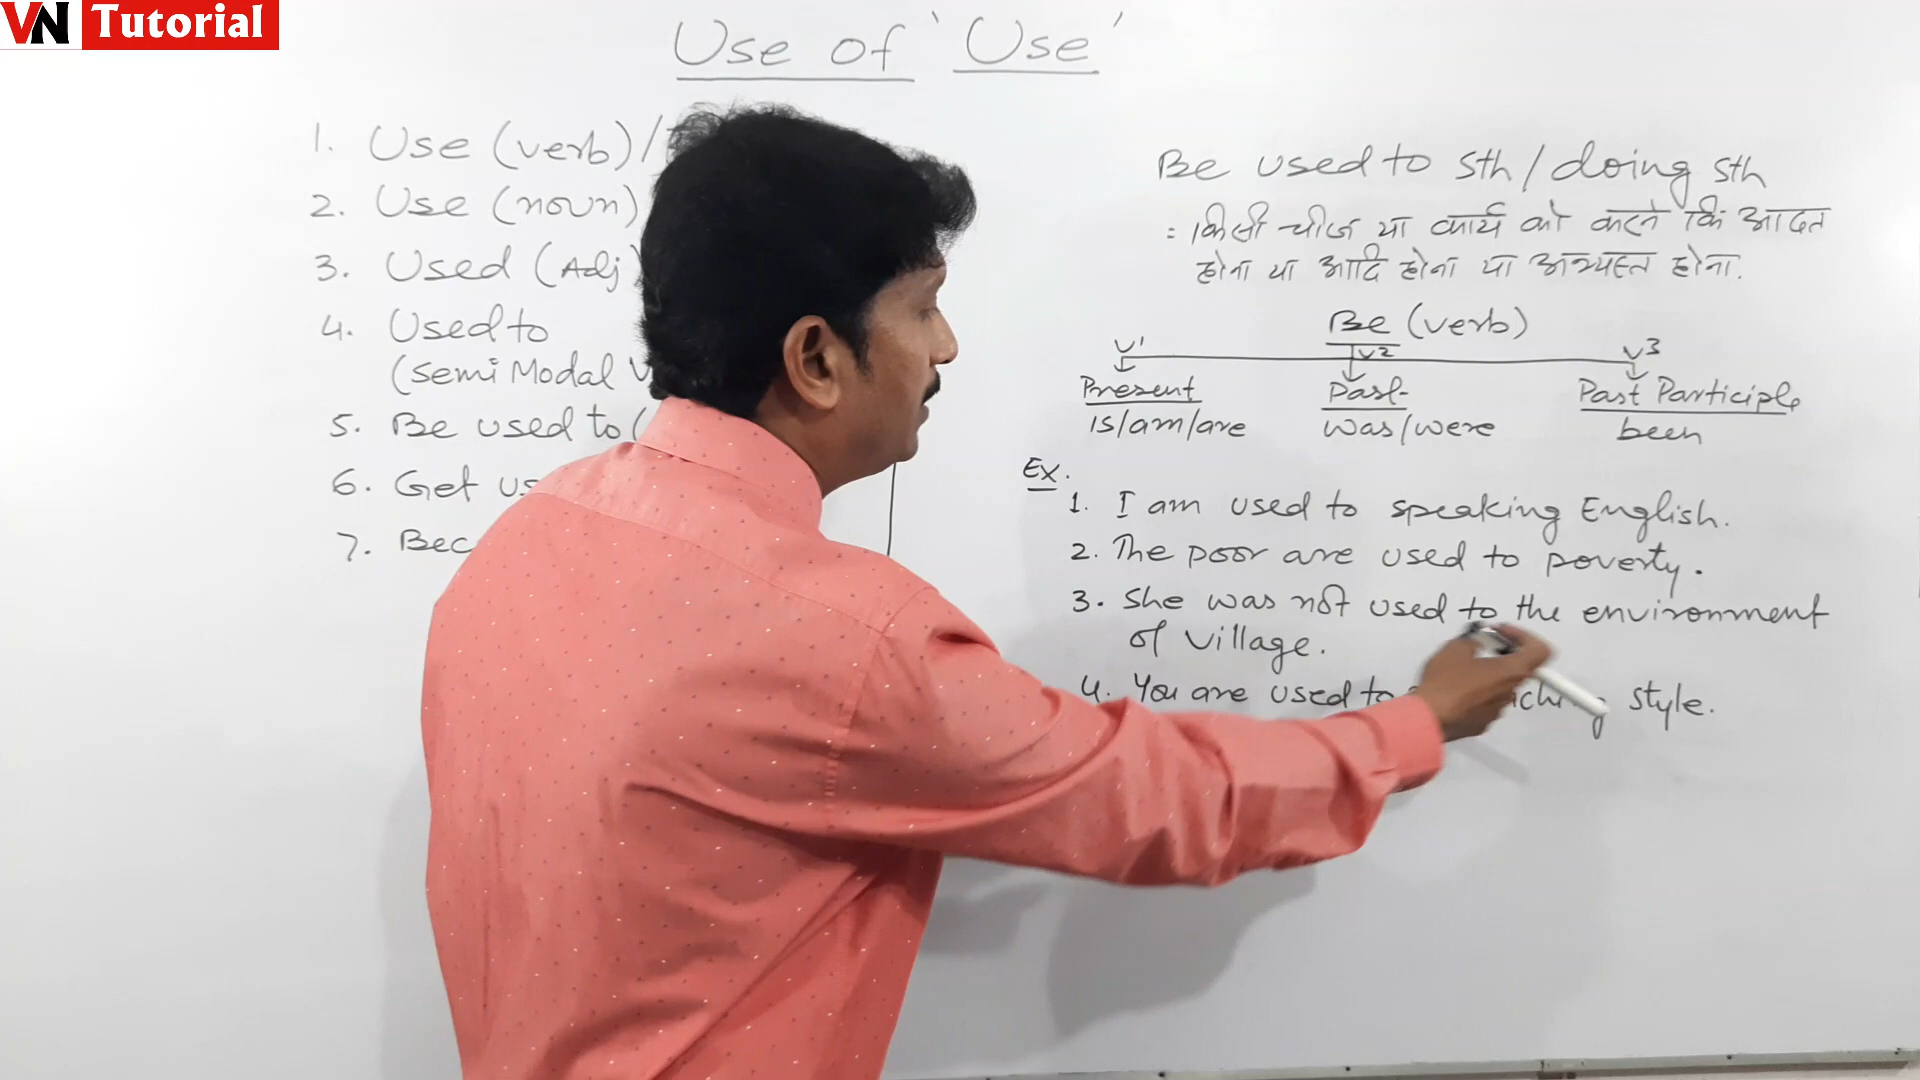 VN Tutorial
Use of 'Use'
1. Use (verb)/
2. Use (noun)
3. Used (Adj)
4. Used to
(Semi Modal
5. Be used to (
6. Get
7.
Be used to sth/doing sth
= किसी चीज या कार्य को करने कि आदत
होना या आदि होना या अभ्यस्त होना.
Be (verb)
V1 V2 V3
Present Past Past Participle
is/am/are was/were been
Ex.
1. I am used to speaking English.
2. The poor are used to poverty.
3. She was not used to the environment
of village.
4. You are used to style.